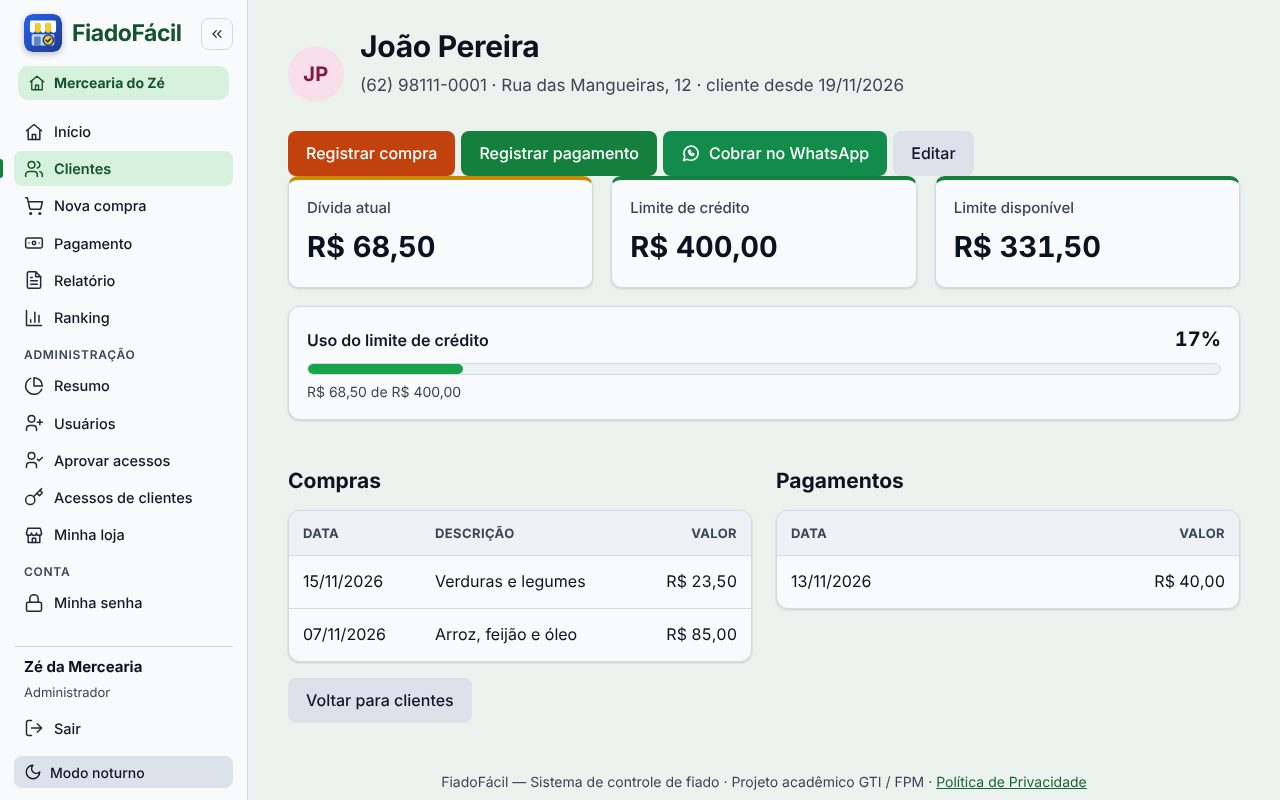 FiadoFácil
«
Mercearia do Zé
Início
Clientes
Nova compra
Pagamento
Relatório
Ranking
ADMINISTRAÇÃO
Resumo
Usuários
Aprovar acessos
Acessos de clientes
Minha loja
CONTA
Minha senha
Zé da Mercearia
Administrador
Sair
Modo noturno
JP
João Pereira
(62) 98111-0001 · Rua das Mangueiras, 12 · cliente desde 19/11/2026
Registrar compra Registrar pagamento Cobrar no WhatsApp Editar
Dívida atual Limite de crédito Limite disponível
R$ 68,50 R$ 400,00 R$ 331,50
Uso do limite de crédito 17%
R$ 68,50 de R$ 400,00
Compras
DATA DESCRIÇÃO VALOR
15/11/2026 Verduras e legumes R$ 23,50
07/11/2026 Arroz, feijão e óleo R$ 85,00
Pagamentos
DATA VALOR
13/11/2026 R$ 40,00
Voltar para clientes
FiadoFácil — Sistema de controle de fiado · Projeto acadêmico GTI / FPM · Política de Privacidade